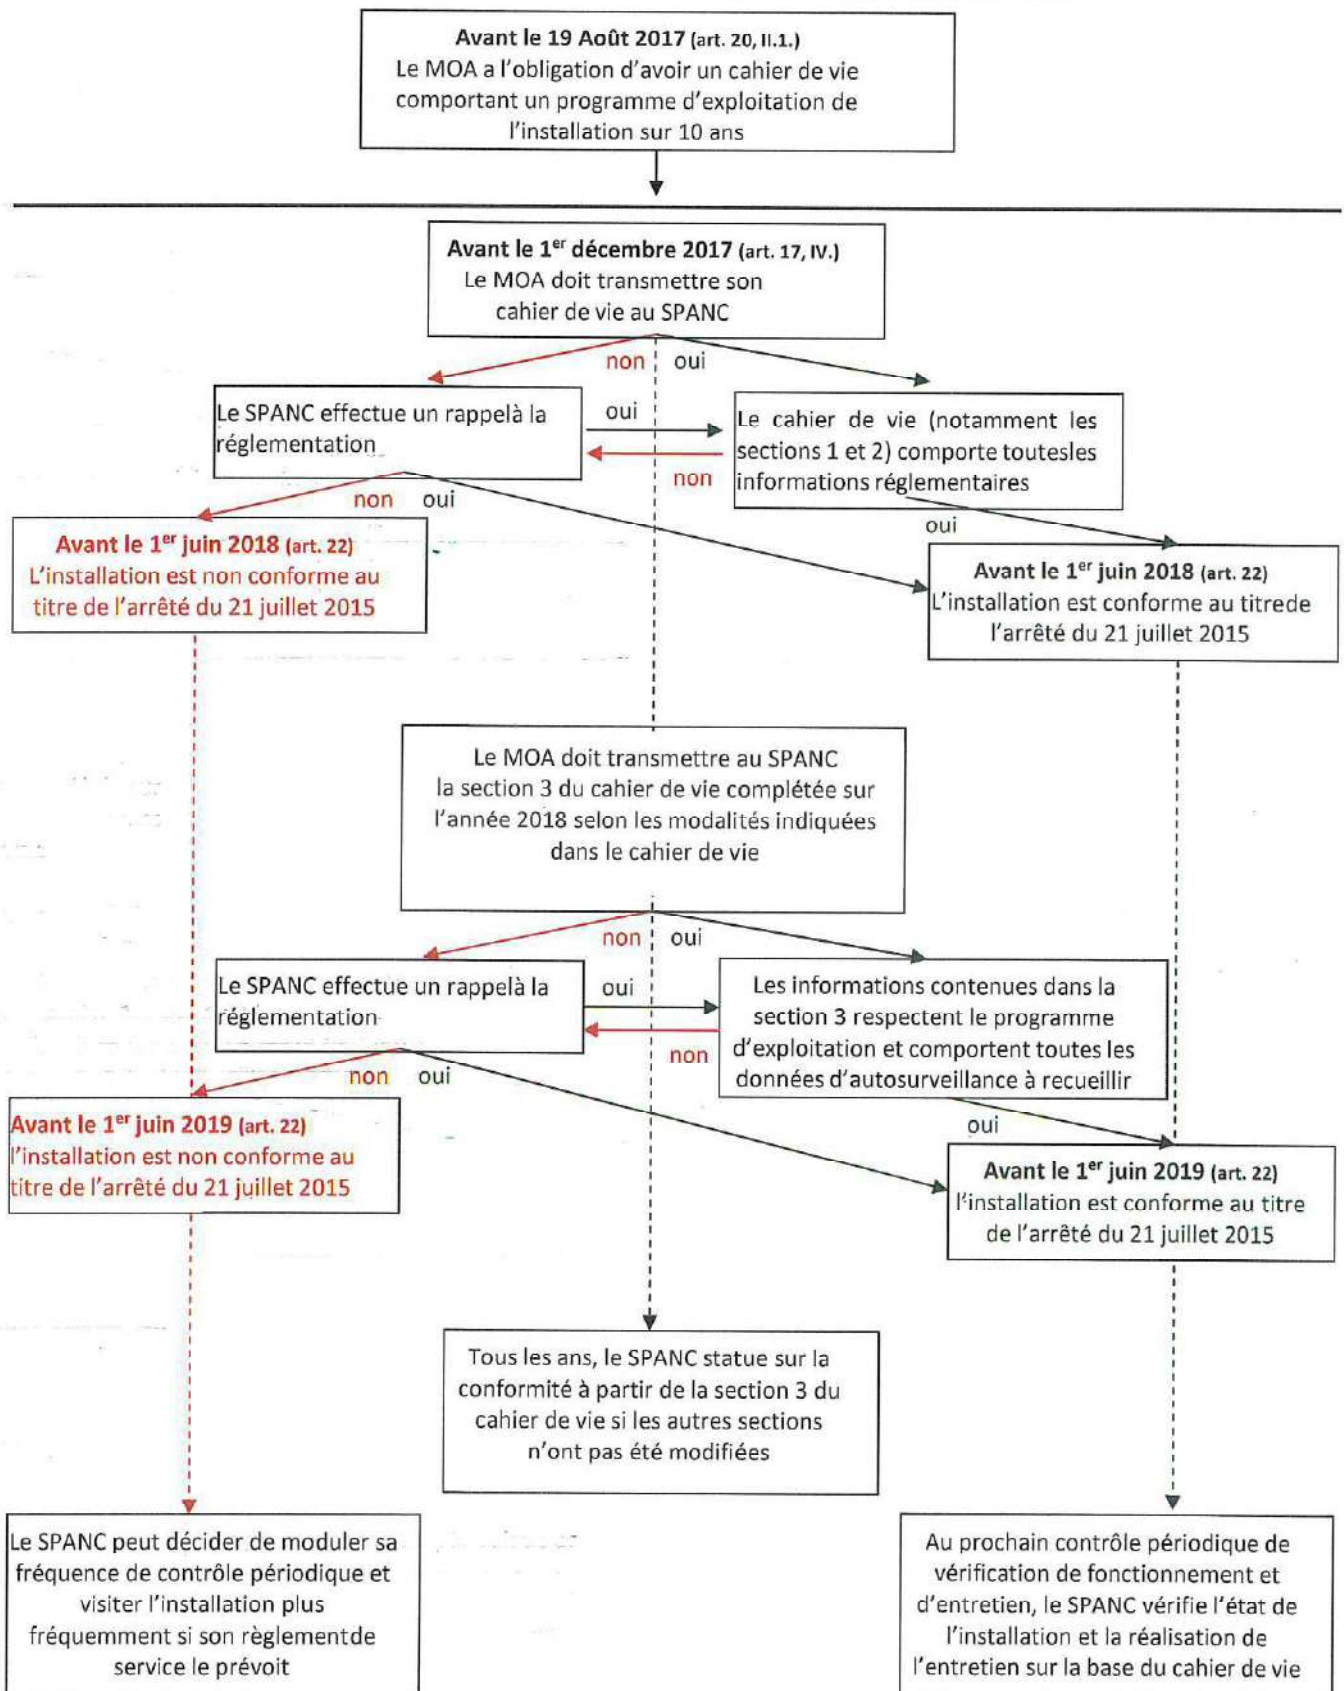 Avant le 19 Août 2017 (art. 20, II.1.)
Le MOA a l'obligation d'avoir un cahier de vie
comportant un programme d'exploitation de
l'installation sur 10 ans
Avant le 1er décembre 2017 (art. 17, IV.)
Le MOA doit transmettre son
cahier de vie au SPANC
non
oui
Le SPANC effectue un rappelà la
réglementation
oui
non
Le cahier de vie (notamment les
sections 1 et 2) comporte toutesles
informations réglementaires
non
oui
oui
Avant le 1er juin 2018 (art. 22)
L'installation est non conforme au
titre de l'arrêté du 21 juillet 2015
Avant le 1er juin 2018 (art. 22)
L'installation est conforme au titrede
l'arrêté du 21 juillet 2015
Le MOA doit transmettre au SPANC
la section 3 du cahier de vie complétée sur
l'année 2018 selon les modalités indiquées
dans le cahier de vie
non
oui
Le SPANC effectue un rappelà la
réglementation
oui
non
Les informations contenues dans la
section 3 respectent le programme
d'exploitation et comportent toutes les
données d'autosurveillance à recueillir
non
oui
oui
Avant le 1er juin 2019 (art. 22)
l'installation est non conforme au
titre de l'arrêté du 21 juillet 2015
Avant le 1er juin 2019 (art. 22)
l'installation est conforme au titre
de l'arrêté du 21 juillet 2015
Tous les ans, le SPANC statue sur la
conformité à partir de la section 3 du
cahier de vie si les autres sections
n'ont pas été modifiées
Le SPANC peut décider de moduler sa
fréquence de contrôle périodique et
visiter l'installation plus
fréquemment si son règlementde
service le prévoit
Au prochain contrôle périodique de
vérification de fonctionnement et
d'entretien, le SPANC vérifie l'état de
l'installation et la réalisation de
l'entretien sur la base du cahier de vie